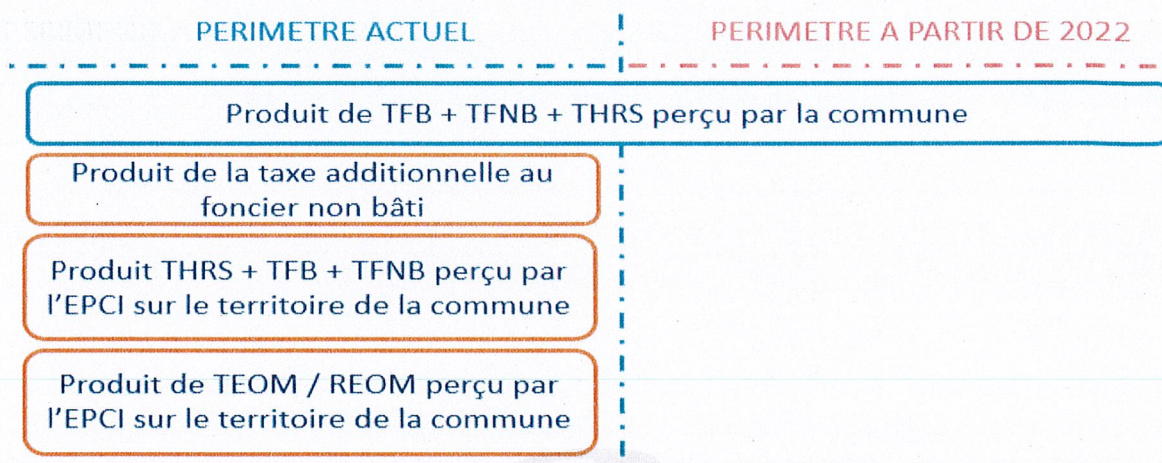 PERIMETRE ACTUEL
PERIMETRE A PARTIR DE 2022
Produit de TFB + TFNB + THRS perçu par la commune
Produit de la taxe additionnelle au
foncier non bâti
Produit THRS + TFB + TFNB perçu par
l'EPCI sur le territoire de la commune
Produit de TEOM / REOM perçu par
l'EPCI sur le territoire de la commune